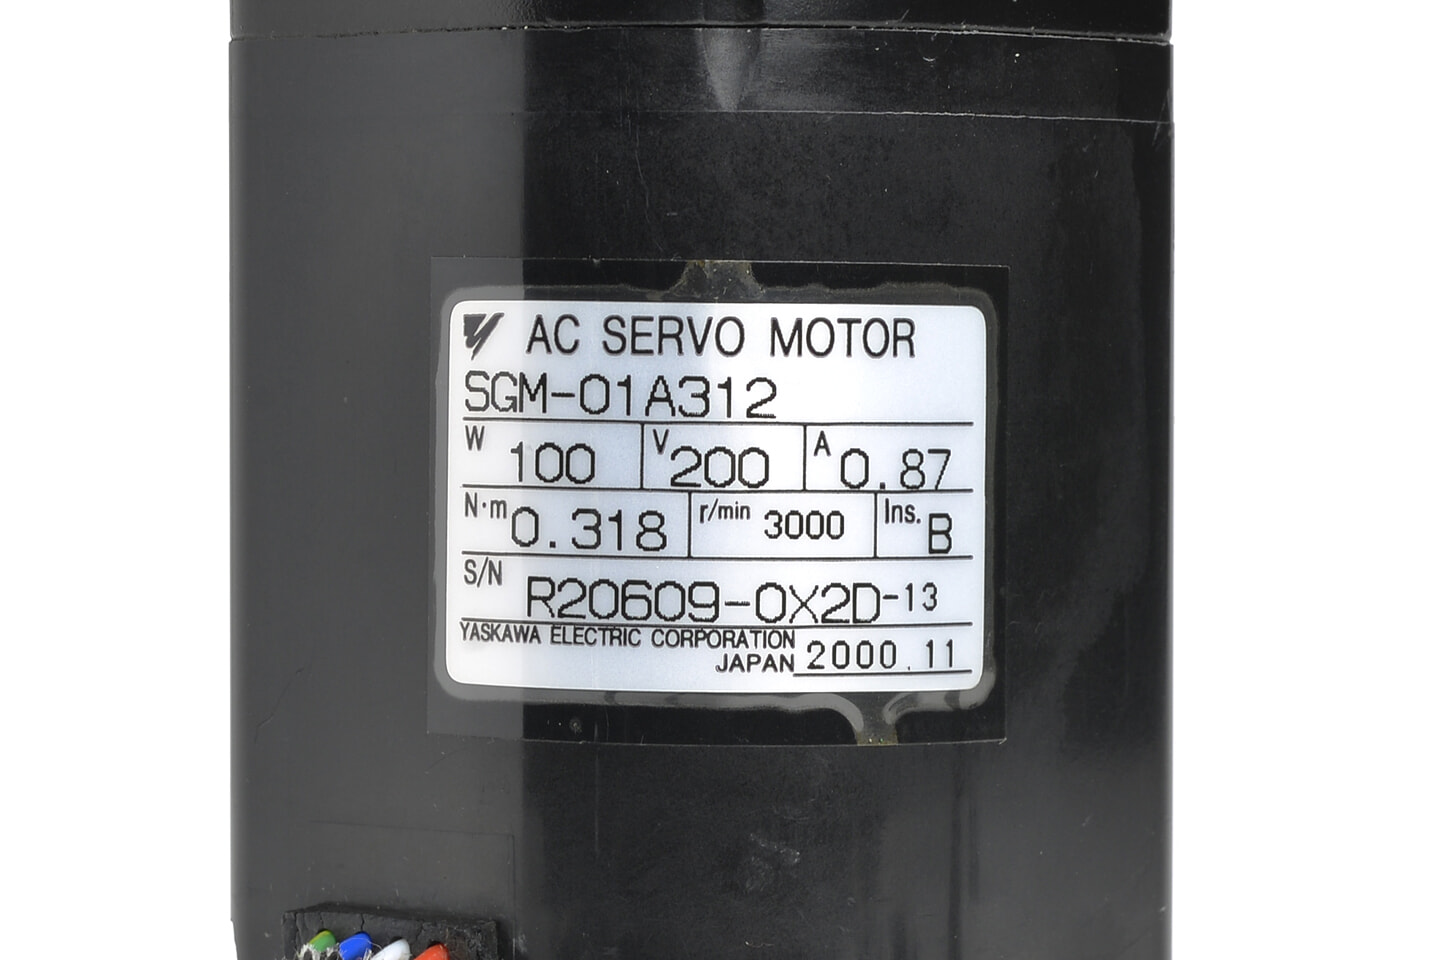 AC SERVO MOTOR
SGM-01A312
W 100 V 200 A 0.87
N·m 0.318 r/min 3000 Ins. B
S/N R20609-0X2D-13
YASKAWA ELECTRIC CORPORATION
JAPAN 2000.11